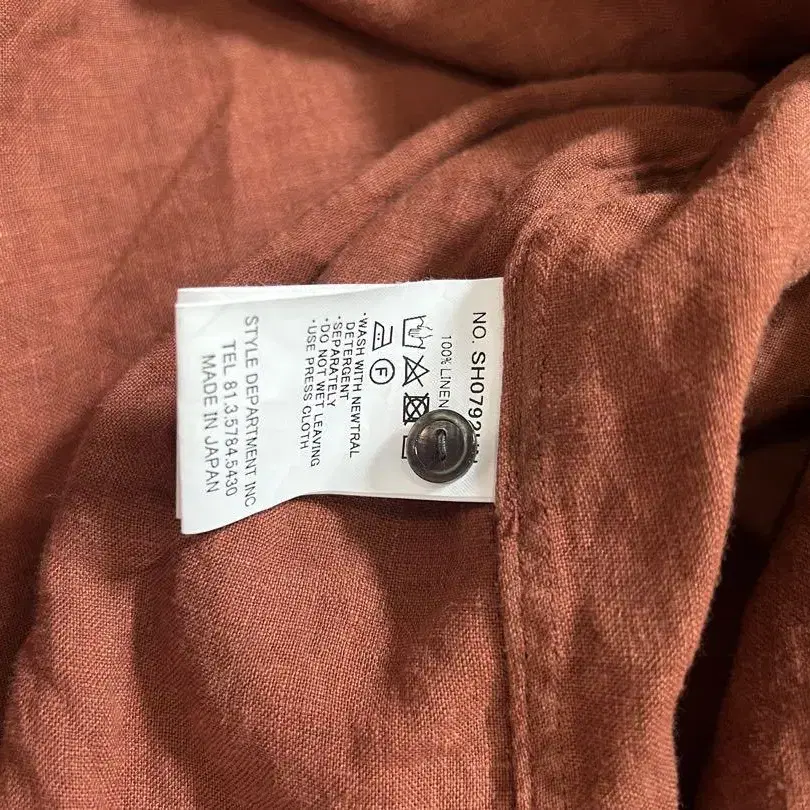 NO. SH0792
100% LINEN
F
·WASH WITH NEWTRAL
DETERGENT
·SEPARATELY
·DO NOT WET LEAVING
·USE PRESS CLOTH
STYLE DEPARTMENT INC
TEL 81.3.5784.5430
MADE IN JAPAN